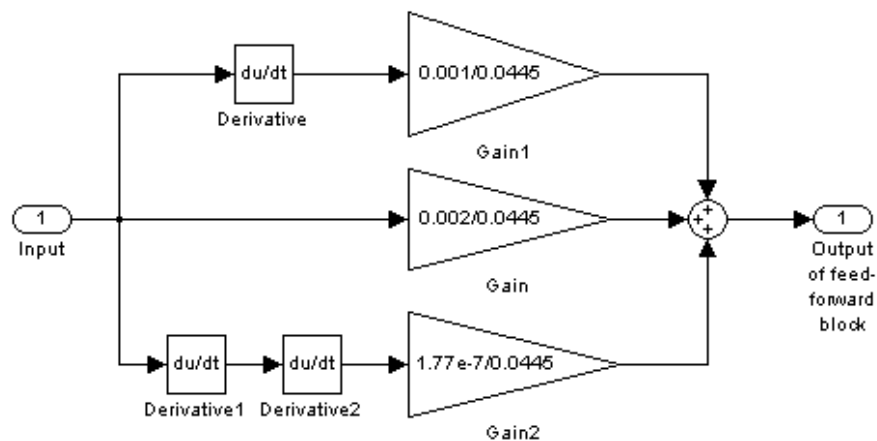 du/dt
Derivative
0.001/0.0445
Gain1
1
Input
0.002/0.0445
Gain
+
+
+
1
Output
of feed-
forward
block
du/dt
Derivative1
du/dt
Derivative2
1.77e-7/0.0445
Gain2